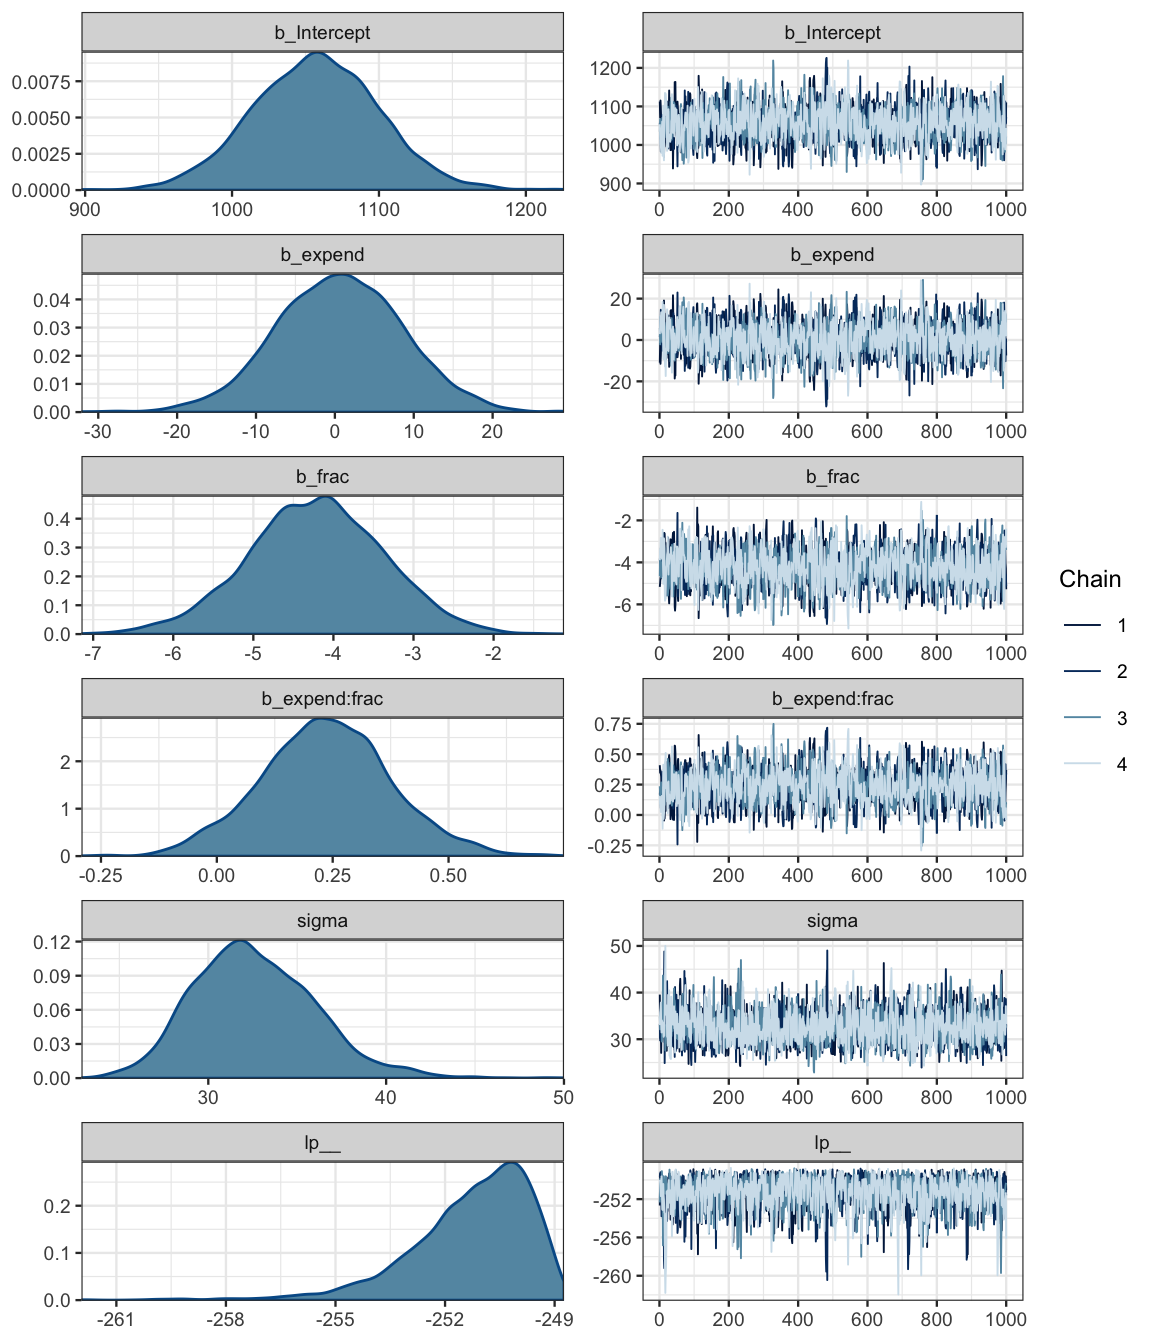 b_Intercept
0.0075
0.0050
0.0025
0.0000
900 1000 1100 1200
b_Intercept
1200
1100
1000
900
0 200 400 600 800 1000
b_expend
0.04
0.03
0.02
0.01
0.00
-30 -20 -10 0 10 20
b_expend
20
0
-20
0 200 400 600 800 1000
b_frac
0.4
0.3
0.2
0.1
0.0
-7 -6 -5 -4 -3 -2
b_frac
-2
-4
-6
0 200 400 600 800 1000
b_expend:frac
2
1
0
-0.25 0.00 0.25 0.50
b_expend:frac
0.75
0.50
0.25
0.00
-0.25
0 200 400 600 800 1000
sigma
0.12
0.09
0.06
0.03
0.00
30 40 50
sigma
50
40
30
0 200 400 600 800 1000
lp__
0.2
0.1
0.0
-261 -258 -255 -252 -249
lp__
-252
-256
-260
0 200 400 600 800 1000
Chain
1
2
3
4